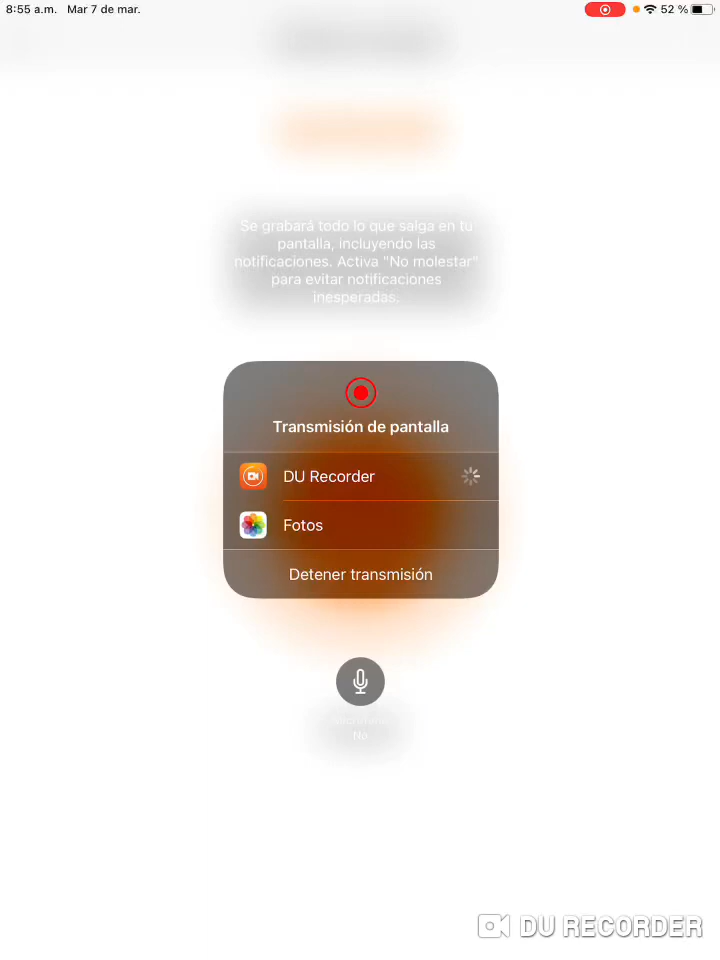 8:55 a.m. Mar 7 de mar. 52 %
Se grabará todo lo que salga en tu
pantalla, incluyendo las
notificaciones. Activa "No molestar"
para evitar notificaciones
inesperadas.
Transmisión de pantalla
DU Recorder
Fotos
Detener transmisión
No
DU RECORDER